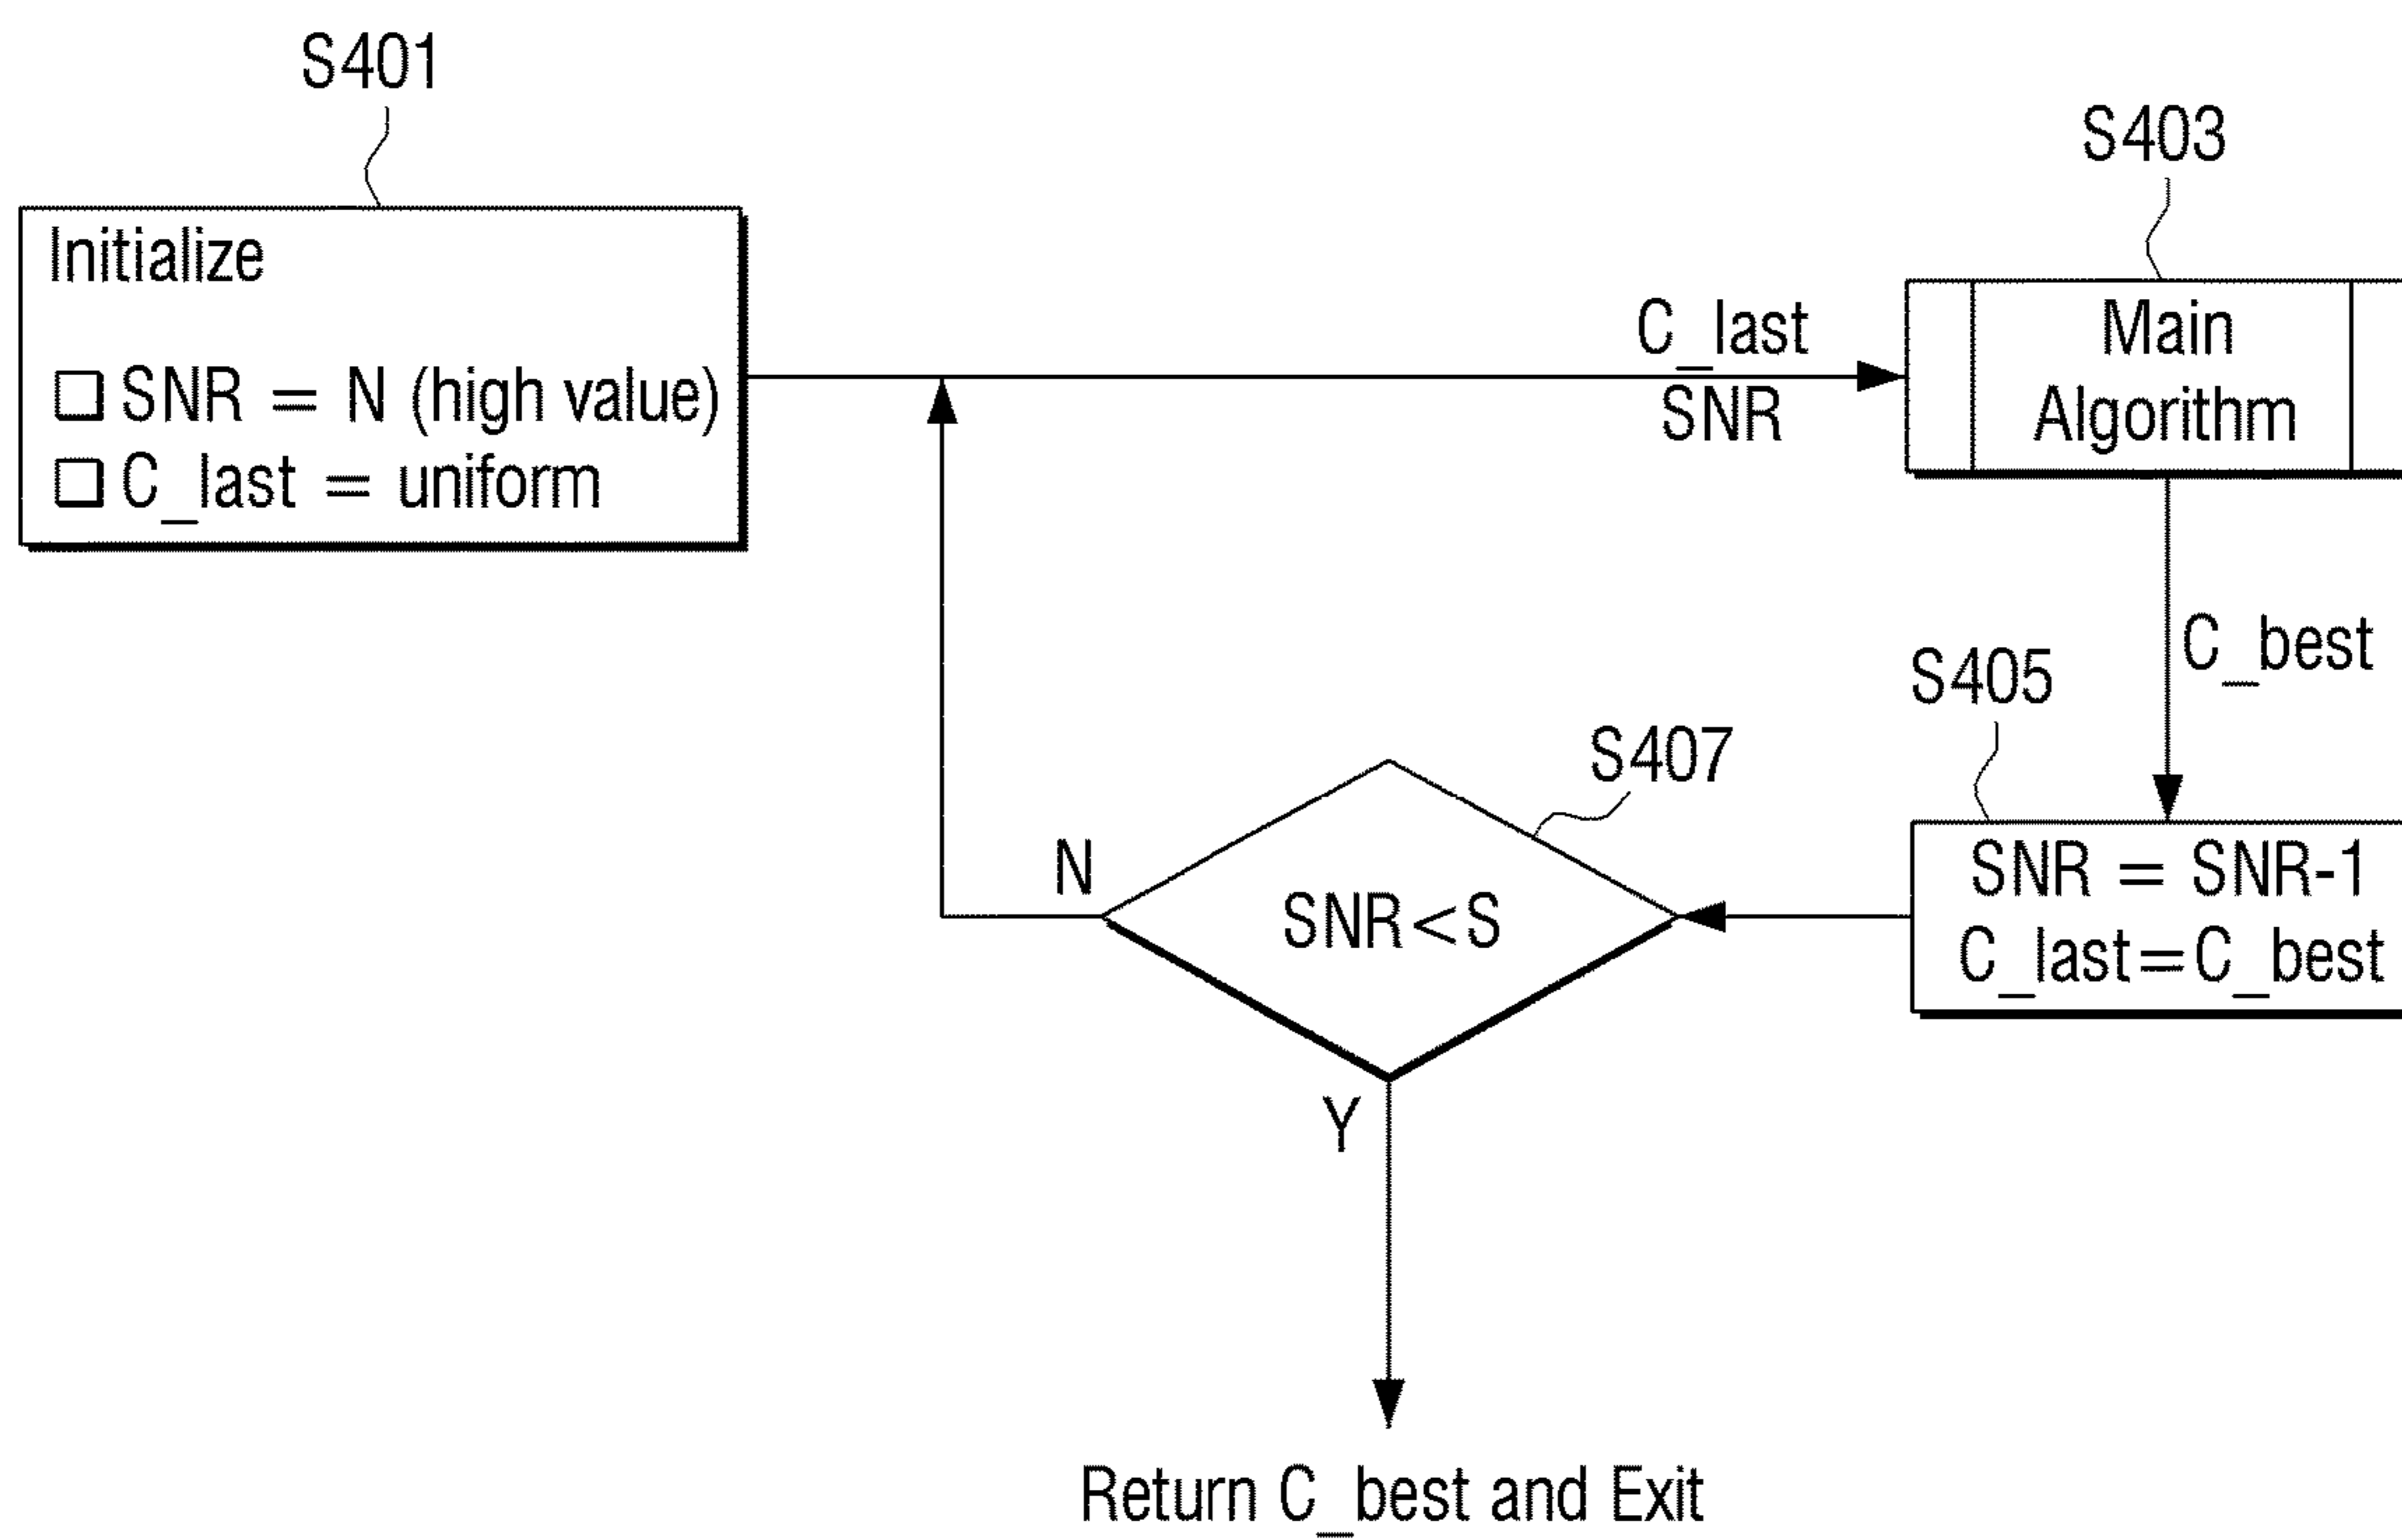 S401
Initialize
SNR = N (high value)
C_last = uniform
S403
C_last
SNR
Main
Algorithm
C_best
S405
SNR = SNR-1
C_last=C_best
S407
SNR<S
N
Y
Return C_best and Exit